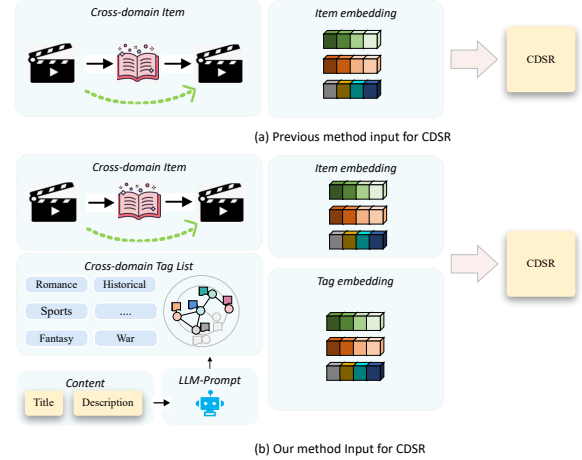 Cross-domain Item
Item embedding
CDSR
(a) Previous method input for CDSR
Cross-domain Item
Item embedding
CDSR
Cross-domain Tag List
Romance
Historical
Sports
....
Fantasy
War
Tag embedding
Content
Title
Description
LLM-Prompt
(b) Our method Input for CDSR